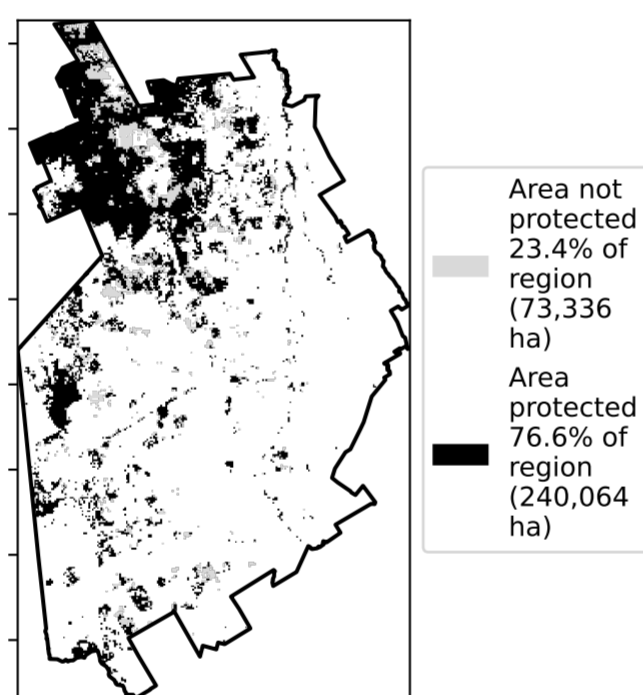 Area not
protected
23.4% of
region
(73,336
ha)
Area
protected
76.6% of
region
(240,064
ha)